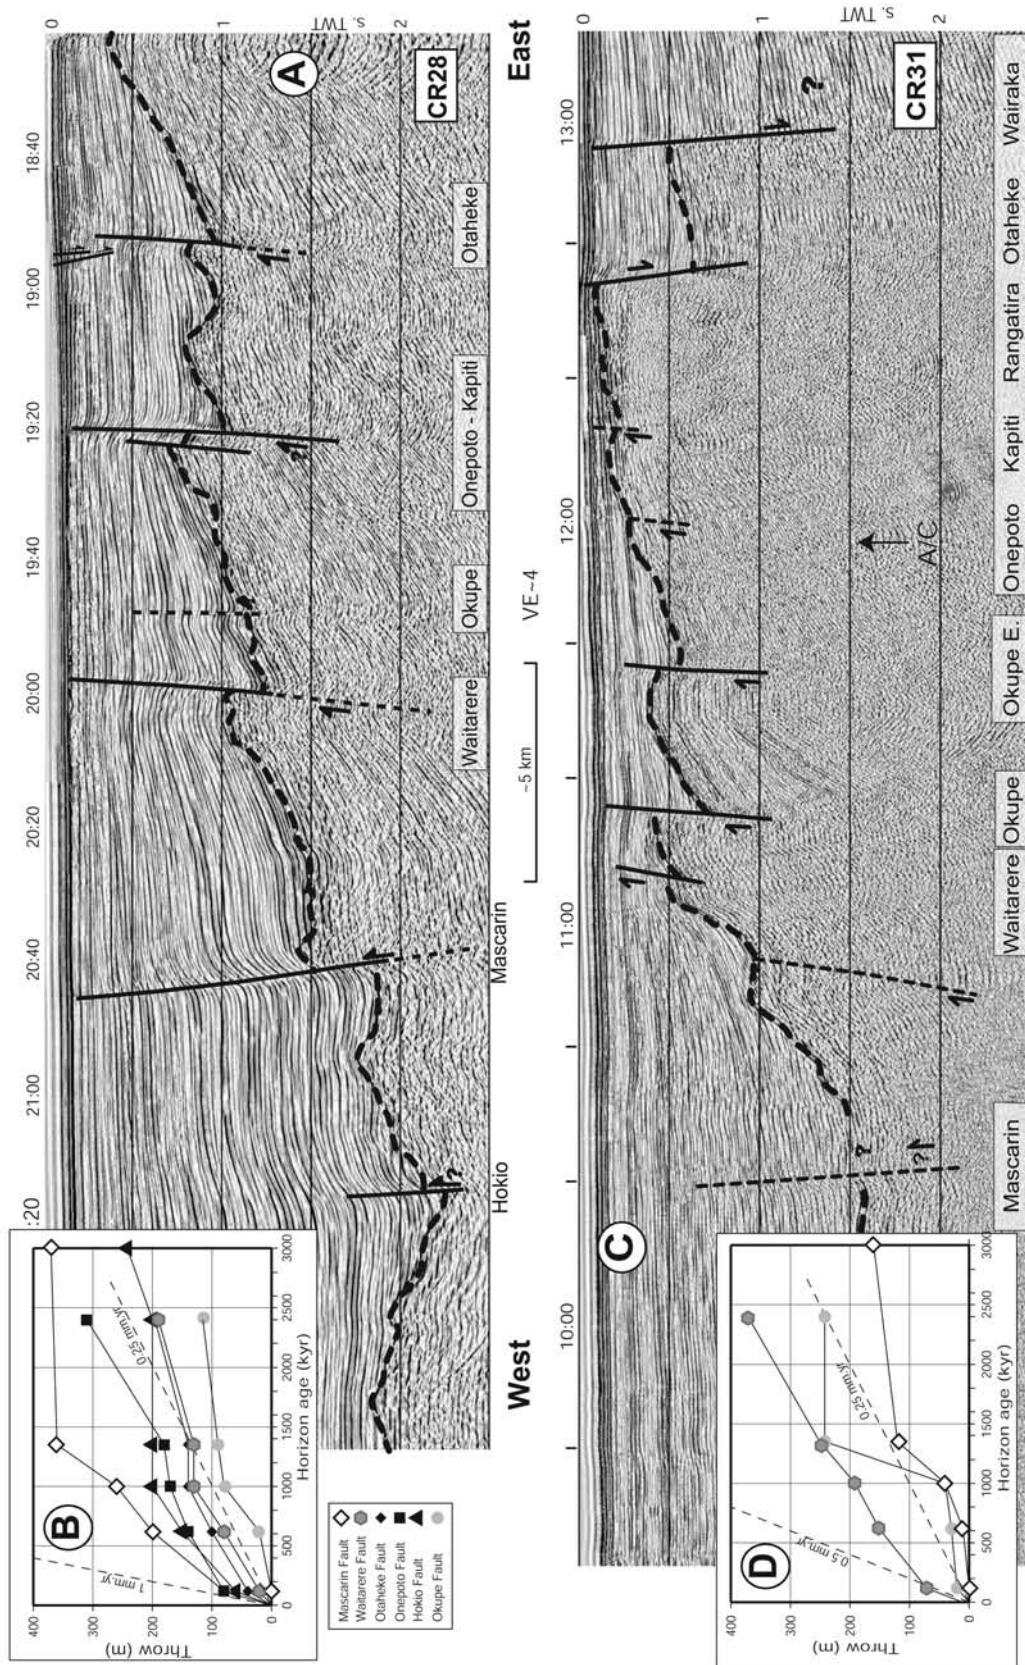 0
1
2
s. TWT
18:40
19:00
19:20
19:40
20:00
20:20
20:40
21:00
:20
A
CR28
Otaheke
Onepoto - Kapiti
Okupe
Waitarere
Mascarin
Hokio
?
?
West
East
~5 km
VE~4
B
Throw (m)
400
300
200
100
0
0
500
1000
1500
2000
2500
3000
Horizon age (kyr)
1 mm.yr
0.25 mm.yr
Mascarin Fault
Waitarere Fault
Otaheke Fault
Onepoto Fault
Hokio Fault
Okupe Fault
C
0
1
2
s. TWT
10:00
11:00
12:00
13:00
CR31
?
?
?
A/C
Mascarin
Waitarere
Okupe
Okupe E.
Onepoto
Kapiti
Rangatira
Otaheke
Wairaka
D
Throw (m)
400
300
200
100
0
0
500
1000
1500
2000
2500
3000
Horizon age (kyr)
0.5 mm.yr
0.25 mm.yr